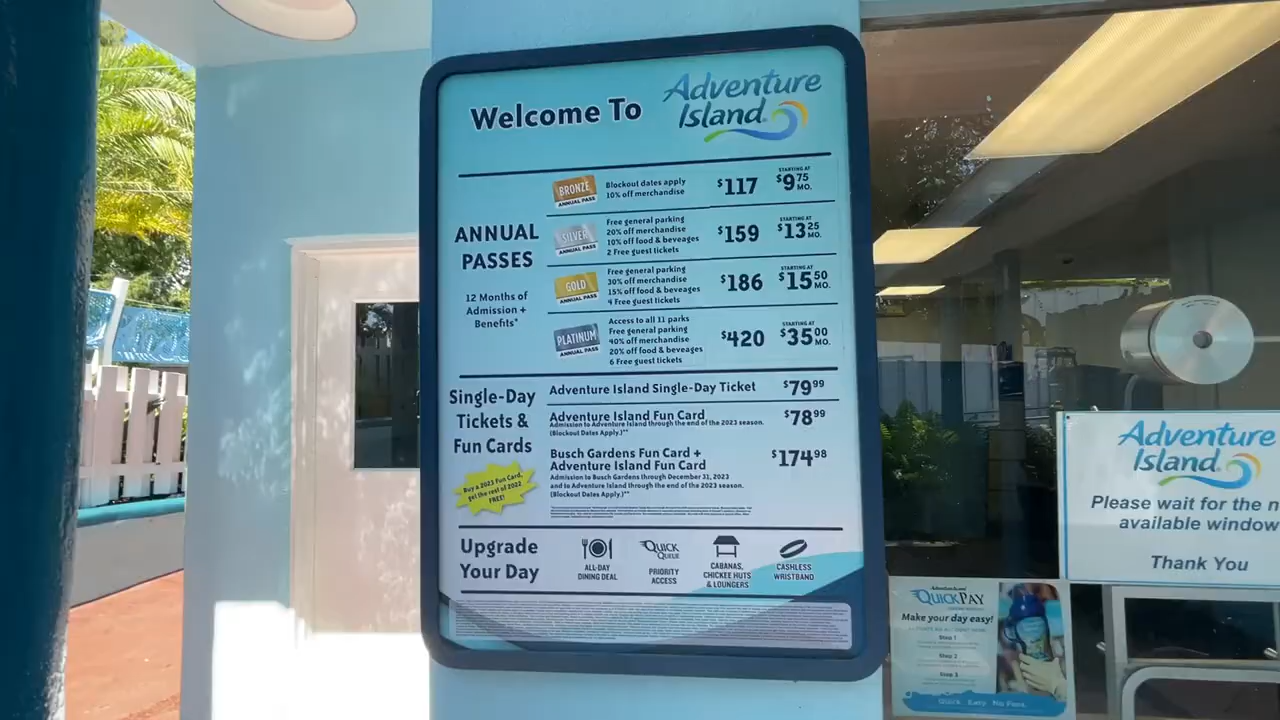 Welcome To
Adventure
Island
ANNUAL
PASSES
12 Months of
Admission +
Benefits*
BRONZE
ANNUAL PASS
Blockout dates apply
10% off merchandise
$117
STARTING AT
$9.75
MO.
SILVER
ANNUAL PASS
Free general parking
20% off merchandise
10% off food & beveages
2 Free guest tickets
$159
STARTING AT
$13.25
MO.
GOLD
ANNUAL PASS
Free general parking
30% off merchandise
15% off food & beveages
4 Free guest tickets
$186
STARTING AT
$15.50
MO.
PLATINUM
ANNUAL PASS
Access to all 11 parks
Free general parking
40% off merchandise
20% off food & beveages
6 Free guest tickets
$420
STARTING AT
$35.00
MO.
Single-Day
Tickets &
Fun Cards
Buy a 2023 Fun Card,
get the rest of 2022
FREE!
Adventure Island Single-Day Ticket $79.99
Adventure Island Fun Card $78.99
Admission to Adventure Island through the end of the 2023 season.
(Blockout Dates Apply.)**
Busch Gardens Fun Card +
Adventure Island Fun Card
$174.98
Admission to Busch Gardens through December 31, 2023
and to Adventure Island through the end of the 2023 season.
(Blockout Dates Apply.)**
Upgrade
Your Day
ALL-DAY
DINING DEAL
QUICK
QUEUE
PRIORITY
ACCESS
CABANAS,
CHICKEE HUTS
& LOUNGERS
CASHLESS
WRISTBAND
Adventure
Island
Please wait for the n
available window
Thank You
Adventure Island
QUICKPAY
Make your day easy!
Step 1
Step 2
Step 3
Quick. Easy. No Fees.